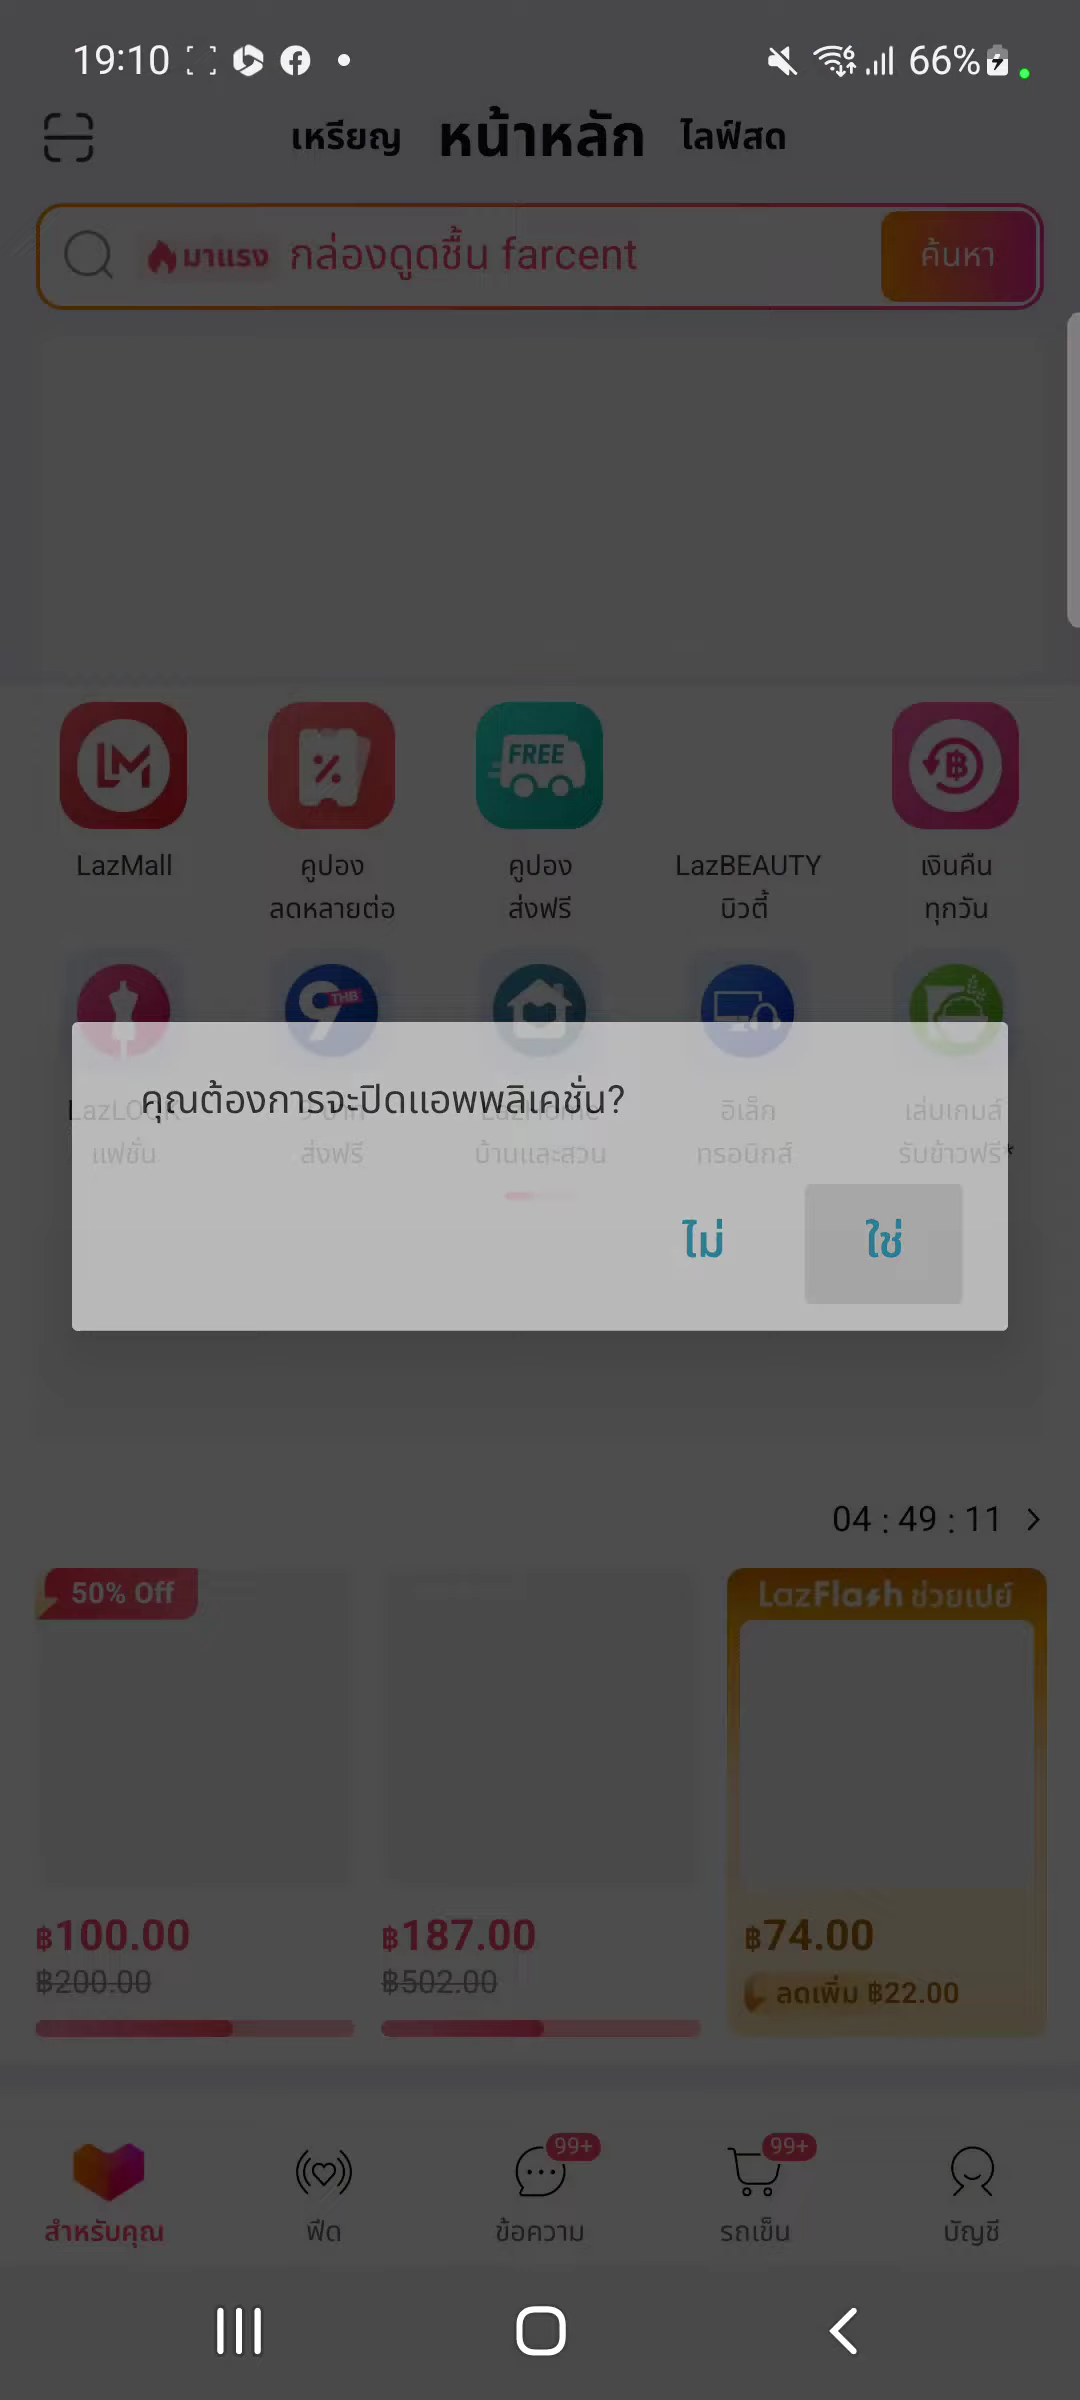 19:10
66%
เหรียญ หน้าหลัก ไลฟ์สด
มาแรง กล่องดูดชื้น farcent ค้นหา
FREE
LazMall คูปอง คูปอง LazBEAUTY เงินคืน
ลดหลายต่อ ส่งฟรี บิวตี้ ทุกวัน
9 THB
คุณต้องการจะปิดแอพพลิเคชั่น?
LazLOOK LazHome อิเล็ก เล่นเกมส์
แฟชั่น ส่งฟรี บ้านและสวน ทรอนิกส์ รับข้าวฟรี*
ไม่ ใช่
04 : 49 : 11
50% Off LazFlash ช่วยเปย์
฿100.00 ฿187.00 ฿74.00
฿200.00 ฿502.00 ลดเพิ่ม ฿22.00
99+ 99+
สำหรับคุณ ฟีด ข้อความ รถเข็น บัญชี